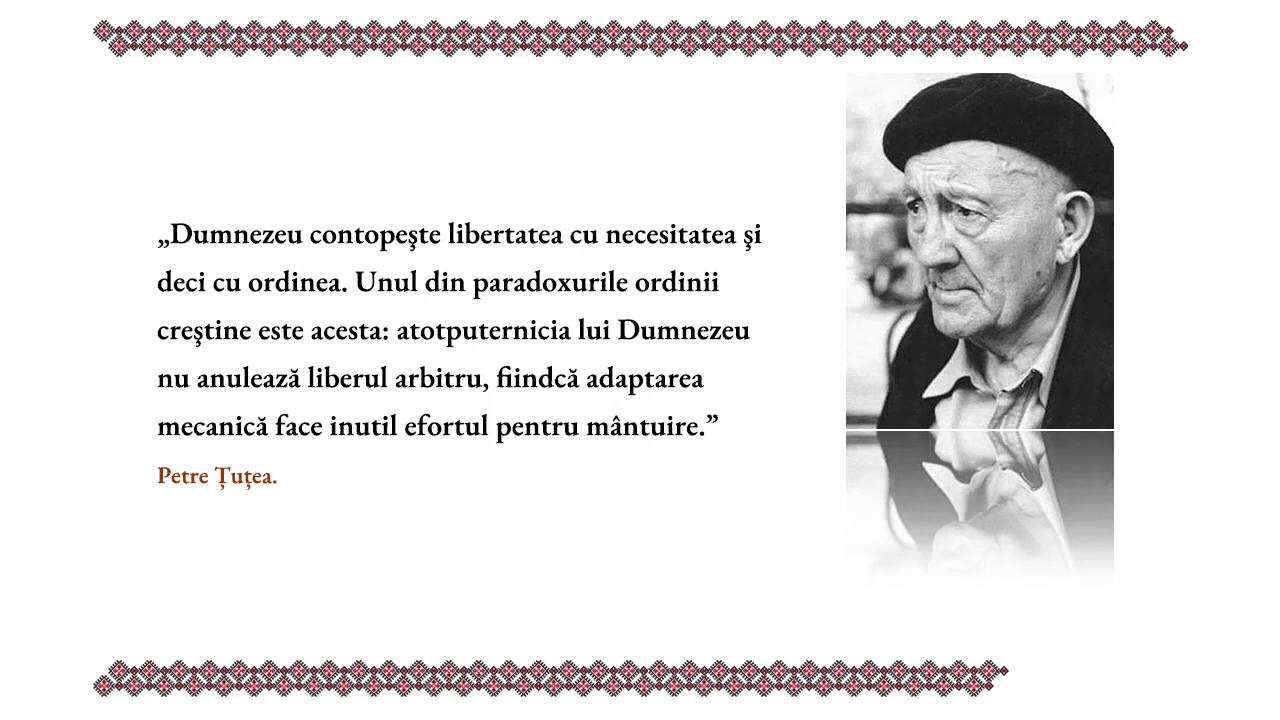 „Dumnezeu contopeşte libertatea cu necesitatea şi
deci cu ordinea. Unul din paradoxurile ordinii
creştine este acesta: atotputernicia lui Dumnezeu
nu anulează liberul arbitru, fiindcă adaptarea
mecanică face inutil efortul pentru mântuire.”
Petre Țuțea.